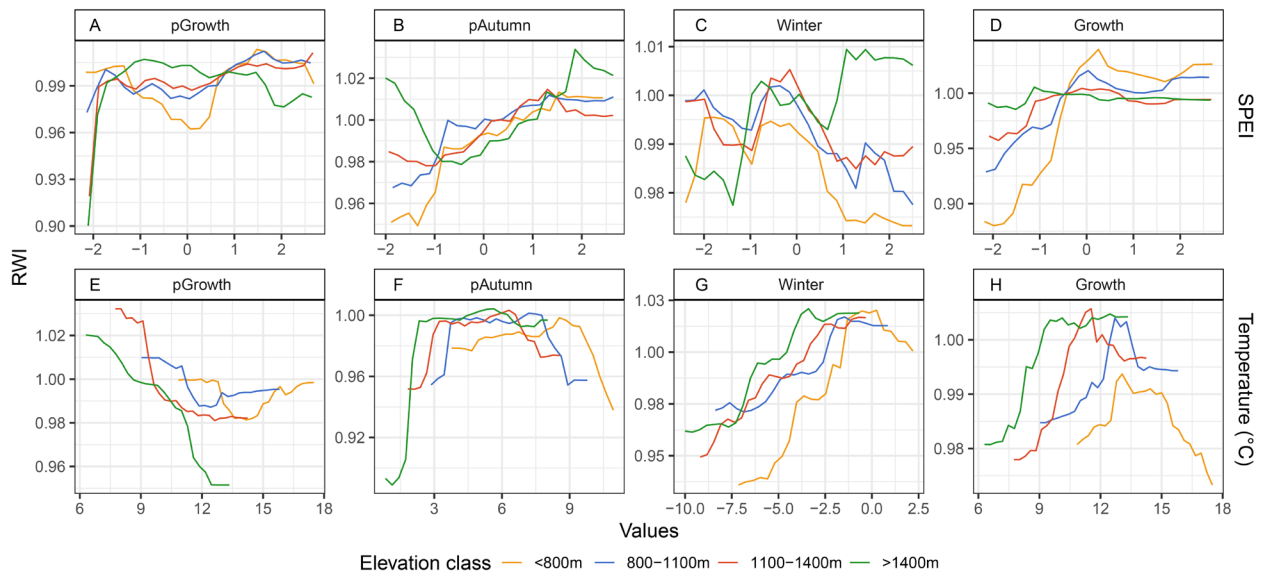 A pGrowth B pAutumn C Winter D Growth
0.99
0.96
0.93
0.90
−2 −1 0 1 2
1.02
1.00
0.98
0.96
−2 −1 0 1 2
1.01
1.00
0.99
0.98
−2 −1 0 1 2
1.00
0.95
0.90
−2 −1 0 1 2
SPEI
RWI
E pGrowth F pAutumn G Winter H Growth
1.02
1.00
0.98
0.96
6 9 12 15 18
1.00
0.96
0.92
3 6 9
1.03
1.00
0.98
0.95
−10.0 −7.5 −5.0 −2.5 0.0 2.5
1.00
0.99
0.98
6 9 12 15 18
Temperature (°C)
Values
Elevation class <800m 800−1100m 1100−1400m >1400m